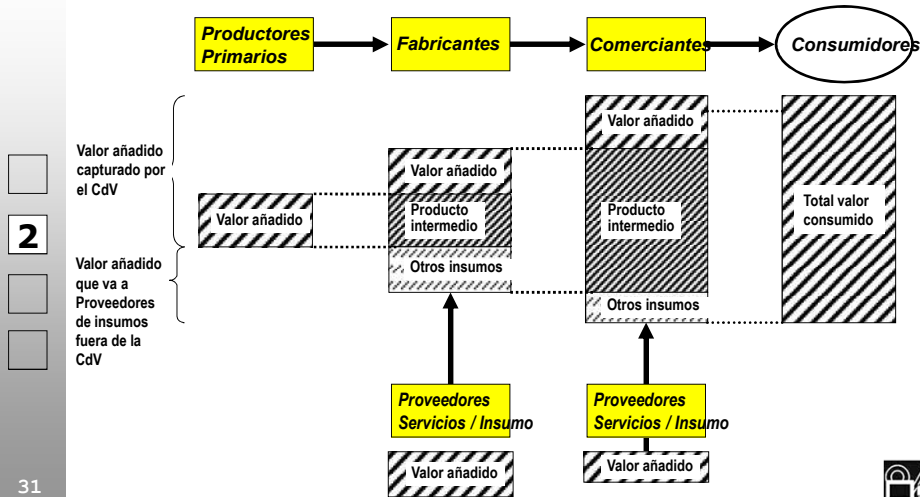 Productores
Primarios
Fabricantes
Comerciantes
Consumidores
Valor añadido
capturado por
el CdV
Valor añadido
Valor añadido
Producto
intermedio
Otros insumos
Valor añadido
Producto
intermedio
Otros insumos
Total valor
consumido
2
Valor añadido
que va a
Proveedores
de insumos
fuera de la
CdV
Proveedores
Servicios / Insumo
Valor añadido
Proveedores
Servicios / Insumo
Valor añadido
31